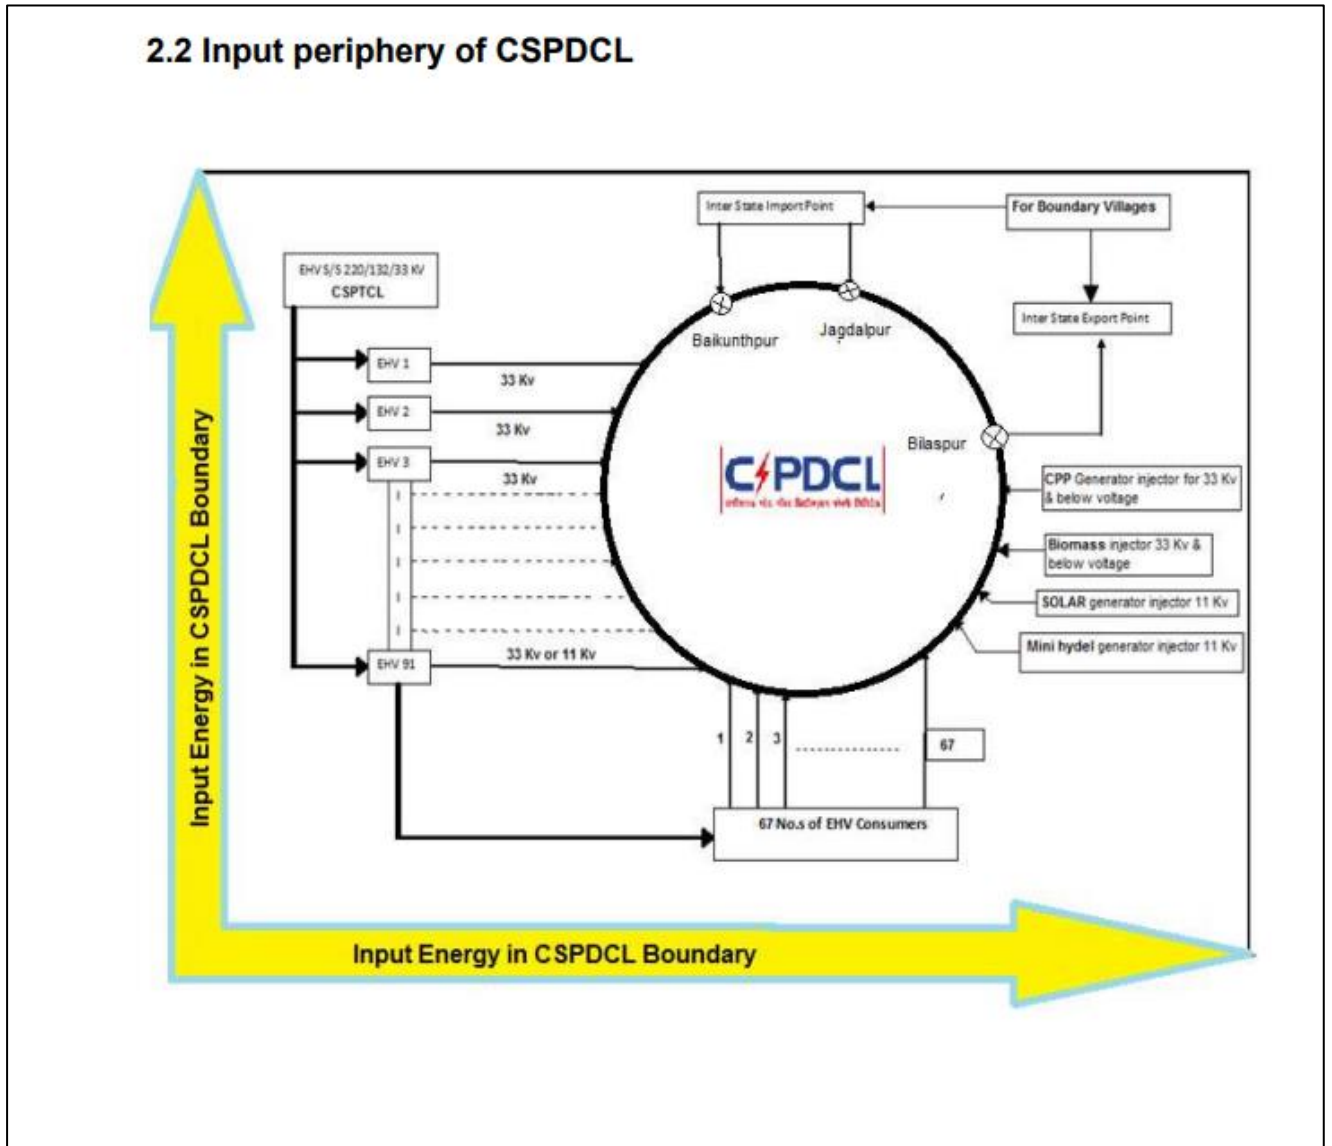 2.2 Input periphery of CSPDCL
Inter State Import Point
For Boundary Villages
EHV S/S 220/132/33 KV
CSPTCL
Inter State Export Point
Baikunthpur
Jagdalpur
Bilaspur
EHV 1
33 Kv
EHV 2
33 Kv
EHV 3
33 Kv
CSPDCL
CPP Generator injector for 33 Kv
& below voltage
Biomass injector 33 Kv &
below voltage
SOLAR generator injector 11 Kv
Mini hydel generator injector 11 Kv
EHV 91
33 Kv or 11 Kv
1
2
3
67
67 No.s of EHV Consumers
Input Energy in CSPDCL Boundary
Input Energy in CSPDCL Boundary